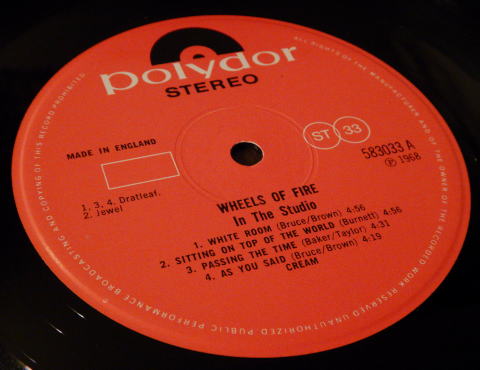 polydor
STEREO
MADE IN ENGLAND
ST 33
583033 A
Ⓟ 1968
1. 3. 4. Dratleaf.
2. Jewel
WHEELS OF FIRE
In The Studio
1. WHITE ROOM (Bruce/Brown) 4:56
2. SITTING ON TOP OF THE WORLD (Burnett) 4:56
3. PASSING THE TIME (Baker/Taylor) 4:31
4. AS YOU SAID (Bruce/Brown) 4:19
CREAM
ALL RIGHTS OF THE MANUFACTURER AND OF THE OWNER OF THE RECORDED WORK RESERVED UNAUTHORIZED PUBLIC PERFORMANCE BROADCASTING AND COPYING OF THIS RECORD PROHIBITED